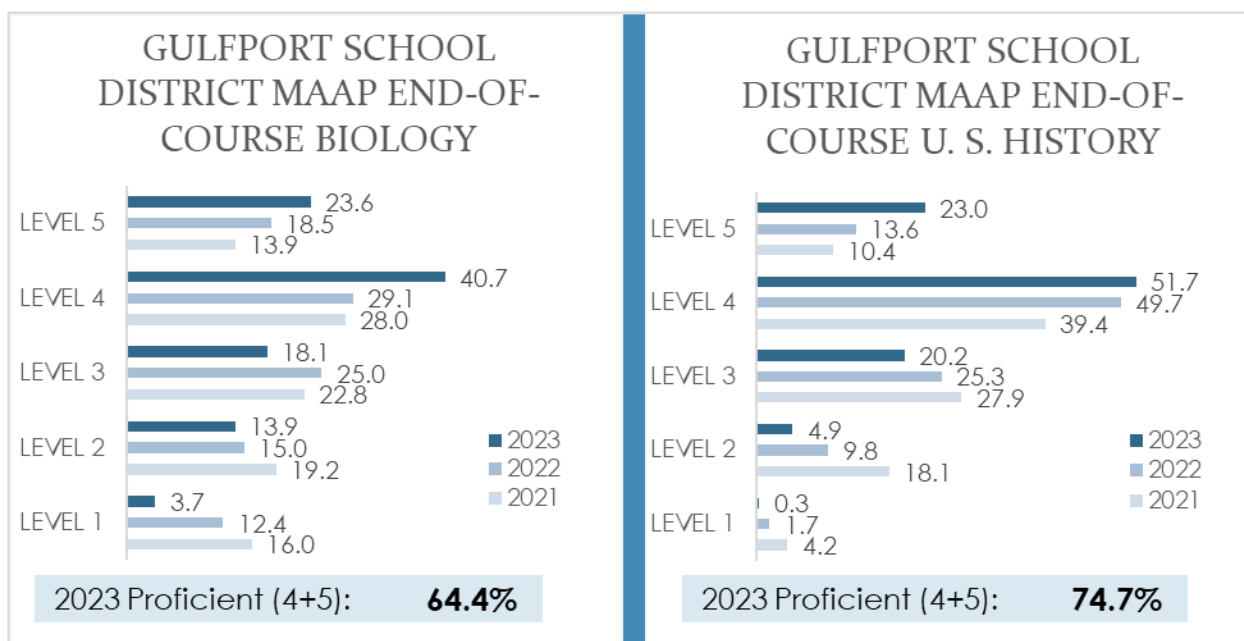 GULFPORT SCHOOL
DISTRICT MAAP END-OF-
COURSE BIOLOGY
LEVEL 5
23.6
18.5
13.9
LEVEL 4
40.7
29.1
28.0
LEVEL 3
18.1
25.0
22.8
LEVEL 2
13.9
15.0
19.2
LEVEL 1
3.7
12.4
16.0
2023
2022
2021
2023 Proficient (4+5): 64.4%
GULFPORT SCHOOL
DISTRICT MAAP END-OF-
COURSE U. S. HISTORY
LEVEL 5
23.0
13.6
10.4
LEVEL 4
51.7
49.7
39.4
LEVEL 3
20.2
25.3
27.9
LEVEL 2
4.9
9.8
18.1
LEVEL 1
0.3
1.7
4.2
2023
2022
2021
2023 Proficient (4+5): 74.7%